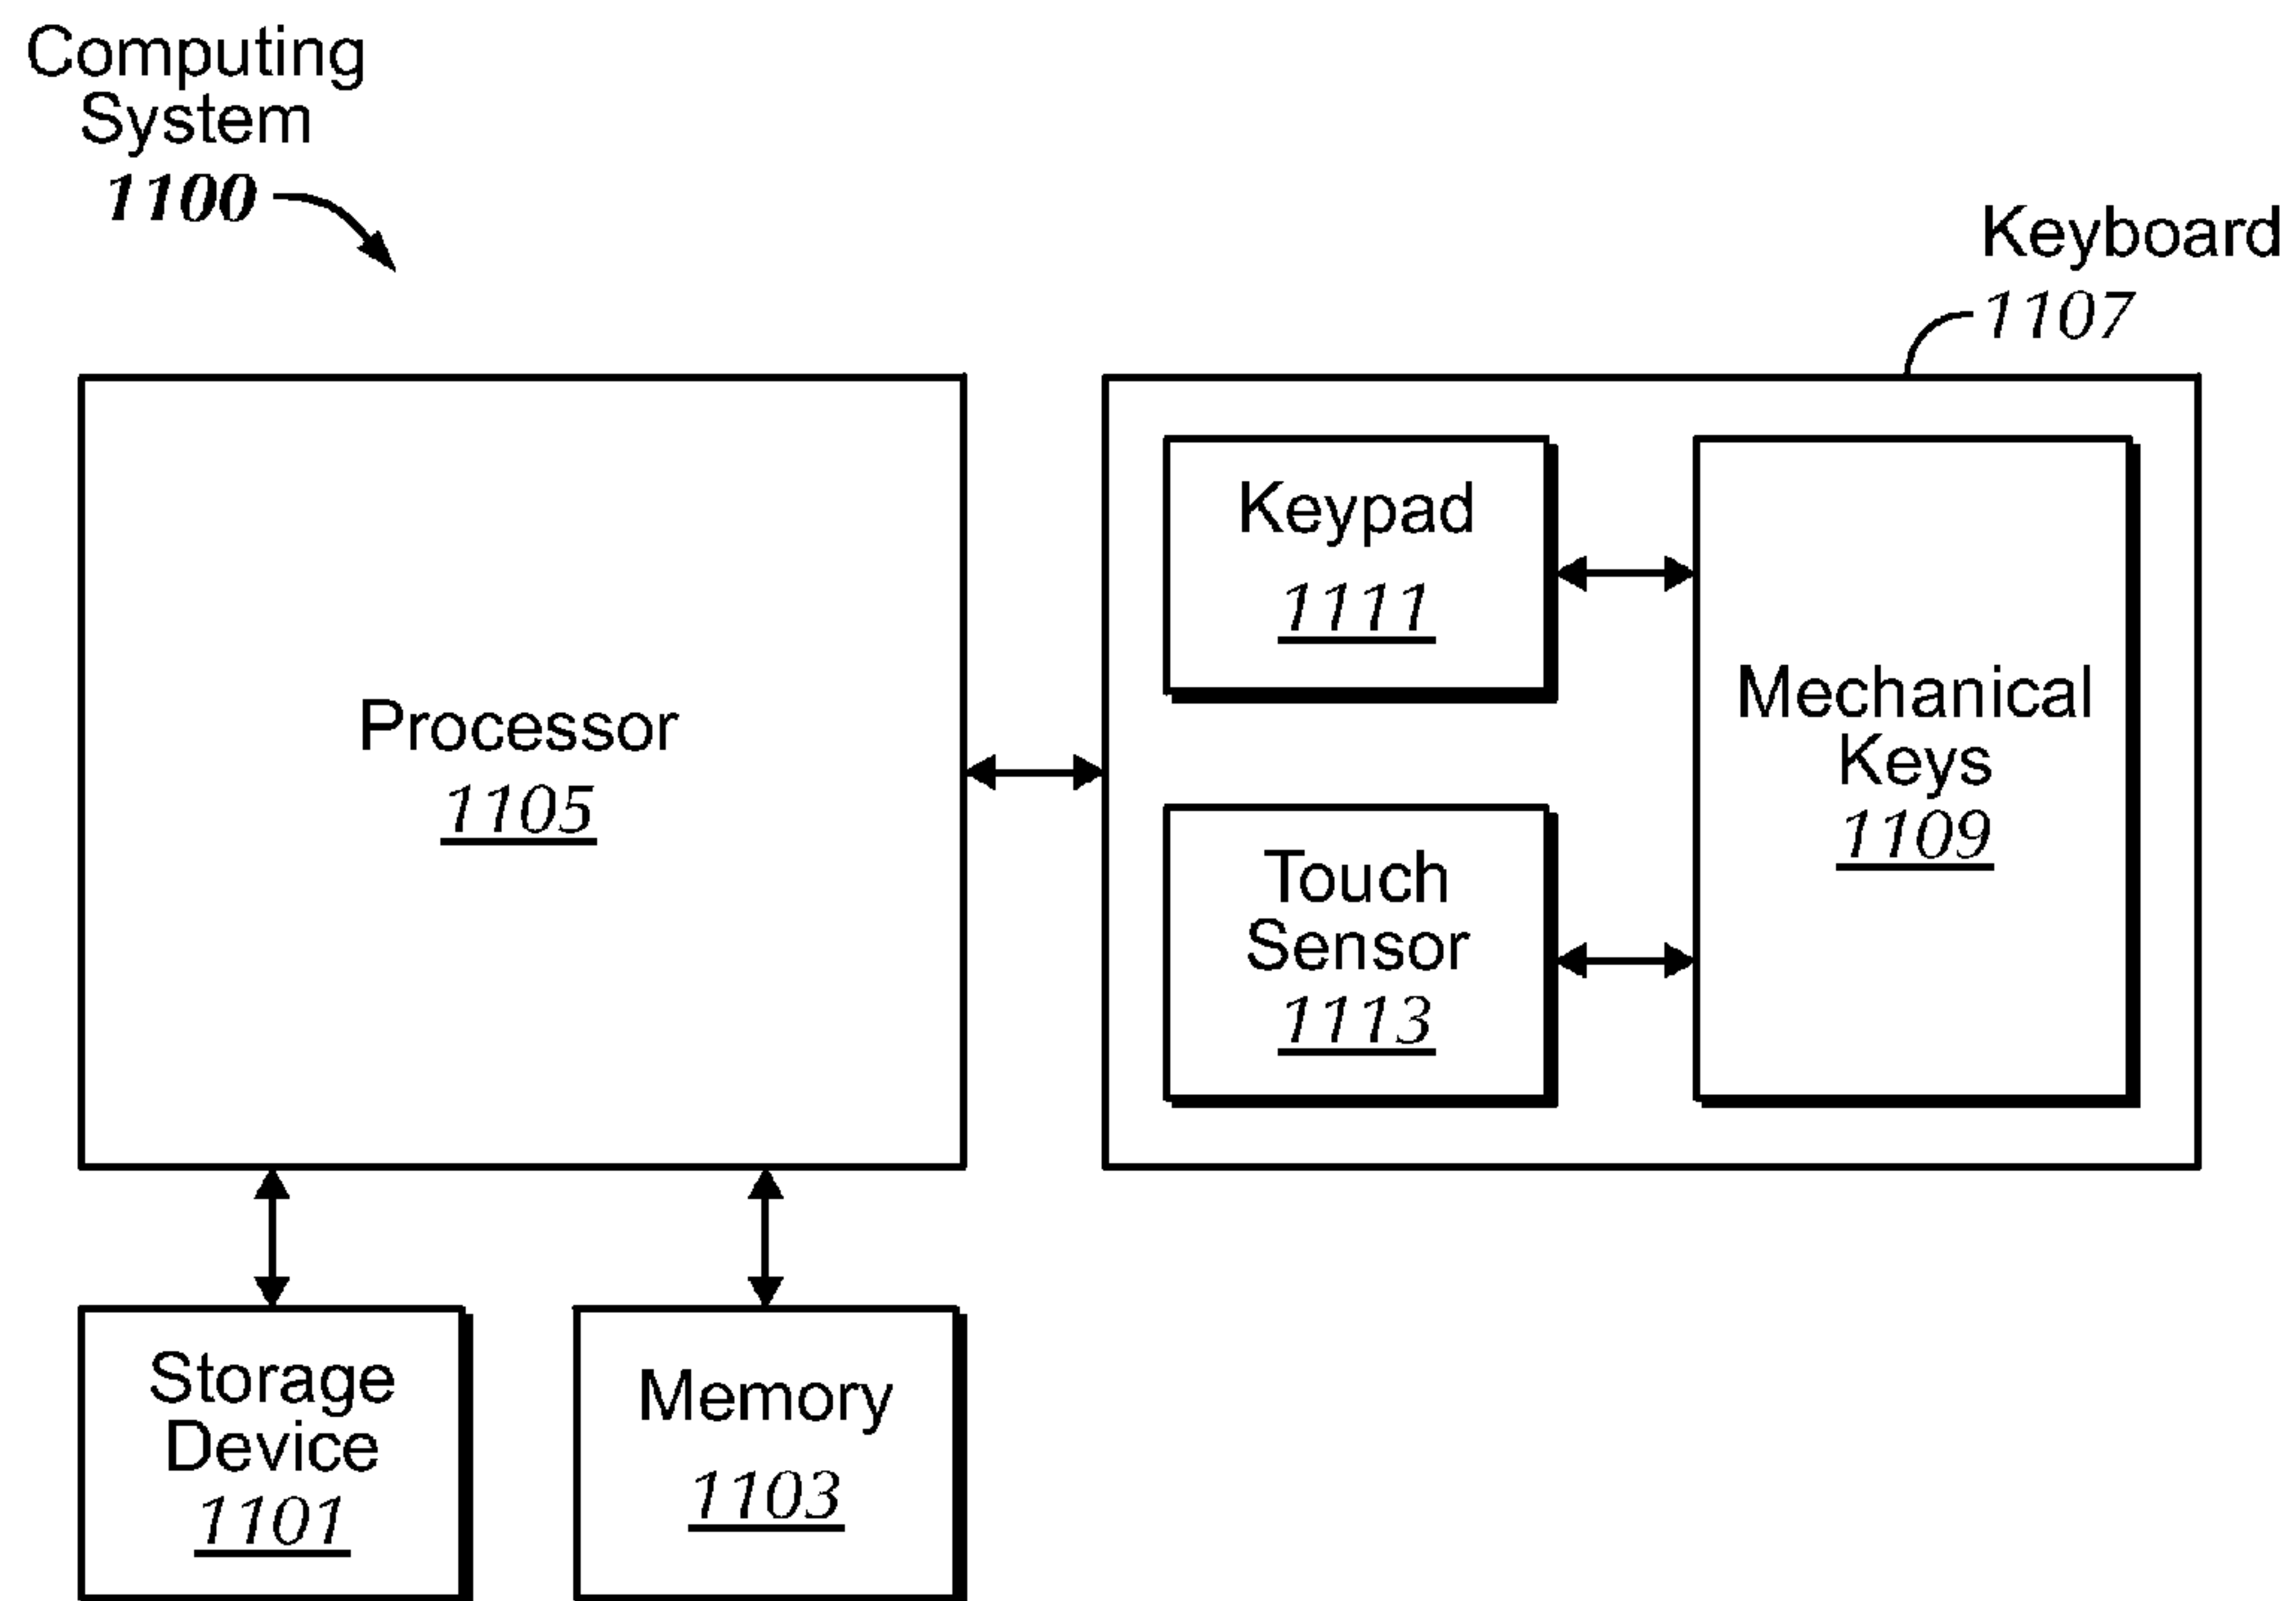 Computing
System
1100
Keyboard
1107
Processor
1105
Keypad
1111
Touch
Sensor
1113
Mechanical
Keys
1109
Storage
Device
1101
Memory
1103